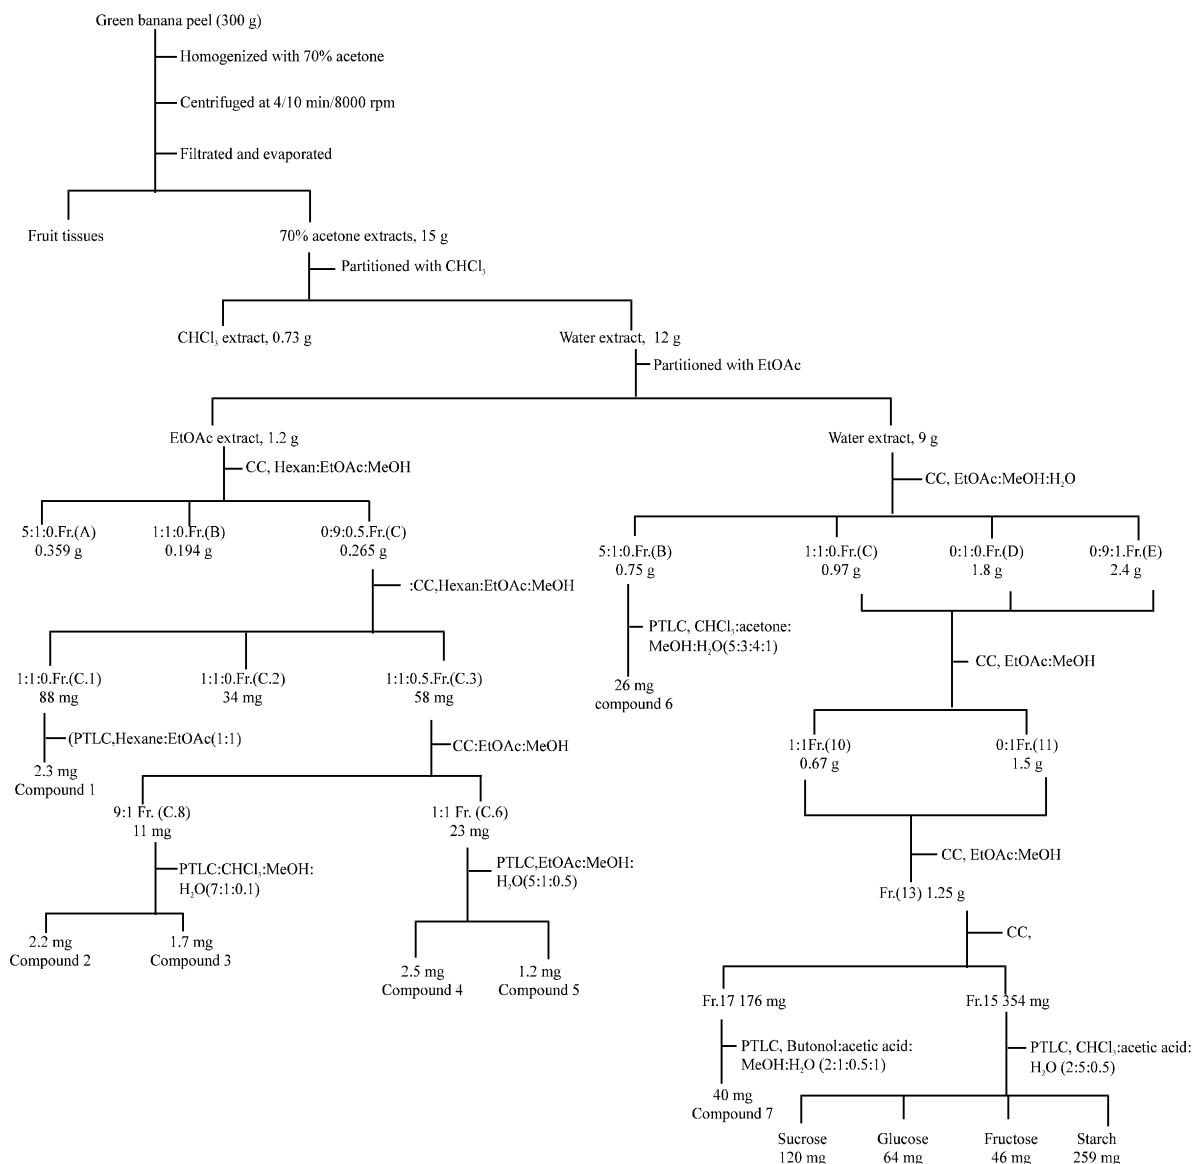 Green banana peel (300 g)
Homogenized with 70% acetone
Centrifuged at 4/10 min/8000 rpm
Filtrated and evaporated
Fruit tissues
70% acetone extracts, 15 g
Partitioned with CHCl₃
CHCl₃ extract, 0.73 g
Water extract, 12 g
Partitioned with EtOAc
EtOAc extract, 1.2 g
Water extract, 9 g
CC, Hexan:EtOAc:MeOH
CC, EtOAc:MeOH:H₂O
5:1:0.Fr.(A)
0.359 g
1:1:0.Fr.(B)
0.194 g
0:9:0.5.Fr.(C)
0.265 g
5:1:0.Fr.(B)
0.75 g
1:1:0.Fr.(C)
0.97 g
0:1:0.Fr.(D)
1.8 g
0:9:1.Fr.(E)
2.4 g
:CC,Hexan:EtOAc:MeOH
PTLC, CHCl₃:acetone:
MeOH:H₂O(5:3:4:1)
26 mg
compound 6
CC, EtOAc:MeOH
1:1:0.Fr.(C.1)
88 mg
1:1:0.Fr.(C.2)
34 mg
1:1:0.5.Fr.(C.3)
58 mg
(PTLC,Hexane:EtOAc(1:1)
2.3 mg
Compound 1
CC:EtOAc:MeOH
1:1Fr.(10)
0.67 g
0:1Fr.(11)
1.5 g
9:1 Fr. (C.8)
11 mg
1:1 Fr. (C.6)
23 mg
PTLC:CHCl₃:MeOH:
H₂O(7:1:0.1)
PTLC,EtOAc:MeOH:
H₂O(5:1:0.5)
CC, EtOAc:MeOH
Fr.(13) 1.25 g
2.2 mg
Compound 2
1.7 mg
Compound 3
2.5 mg
Compound 4
1.2 mg
Compound 5
CC,
Fr.17 176 mg
Fr.15 354 mg
PTLC, Butonol:acetic acid:
MeOH:H₂O (2:1:0.5:1)
PTLC, CHCl₃:acetic acid:
H₂O (2:5:0.5)
40 mg
Compound 7
Sucrose
120 mg
Glucose
64 mg
Fructose
46 mg
Starch
259 mg